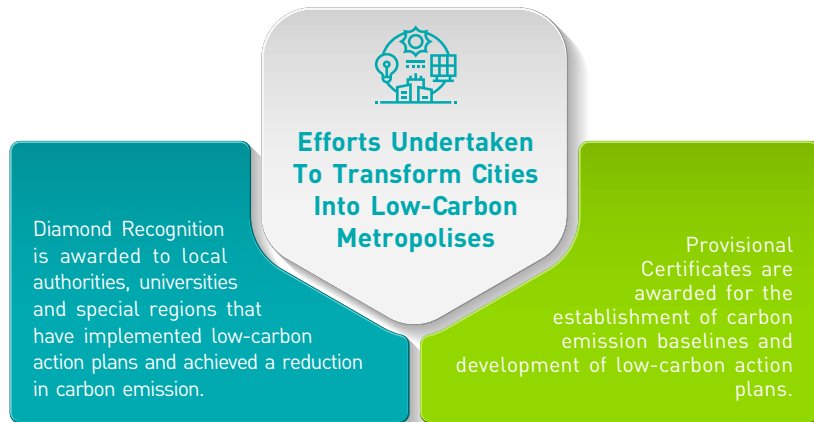 Efforts Undertaken
To Transform Cities
Into Low-Carbon
Metropolises
Diamond Recognition
is awarded to local
authorities, universities
and special regions that
have implemented low-carbon
action plans and achieved a reduction
in carbon emission.
Provisional
Certificates are
awarded for the
establishment of carbon
emission baselines and
development of low-carbon action
plans.